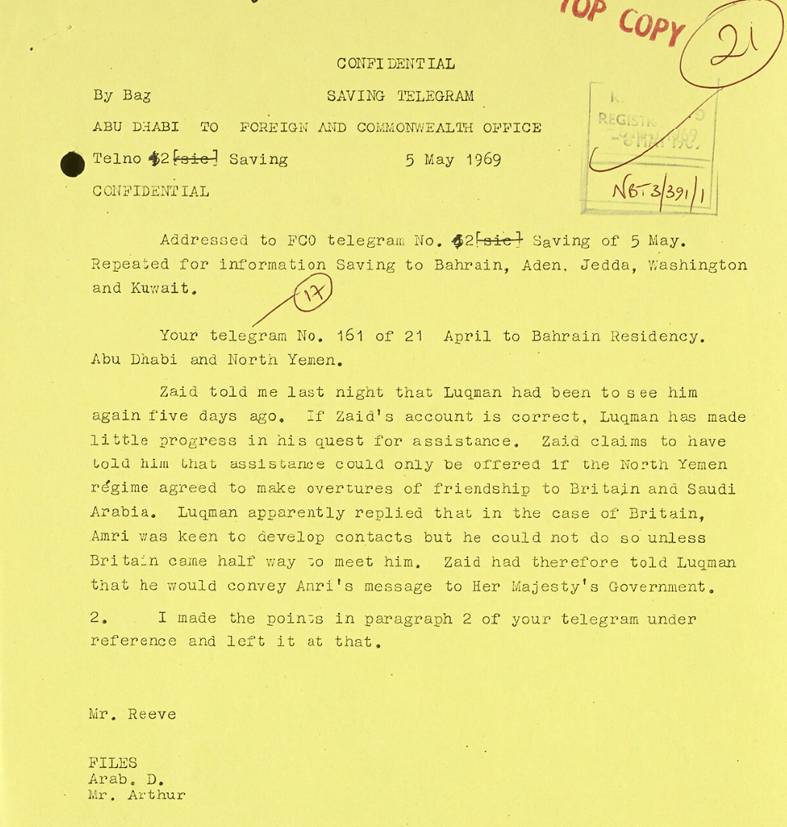 TOP COPY
21
CONFIDENTIAL
By Bag SAVING TELEGRAM
ABU DHABI TO FOREIGN AND COMMONWEALTH OFFICE
Telno 42[sic] Saving 5 May 1969
CONFIDENTIAL
NBT 3/391/1
Addressed to FCO telegram No. 42[sic] Saving of 5 May.
Repeated for information Saving to Bahrain, Aden, Jedda, Washington
and Kuwait.
17
Your telegram No. 161 of 21 April to Bahrain Residency.
Abu Dhabi and North Yemen.
Zaid told me last night that Luqman had been to see him
again five days ago. If Zaid's account is correct, Luqman has made
little progress in his quest for assistance. Zaid claims to have
told him that assistance could only be offered if the North Yemen
régime agreed to make overtures of friendship to Britain and Saudi
Arabia. Luqman apparently replied that in the case of Britain,
Amri was keen to develop contacts but he could not do so unless
Britain came half way to meet him. Zaid had therefore told Luqman
that he would convey Amri's message to Her Majesty's Government.
2. I made the points in paragraph 2 of your telegram under
reference and left it at that.
Mr. Reeve
FILES
Arab. D.
Mr. Arthur